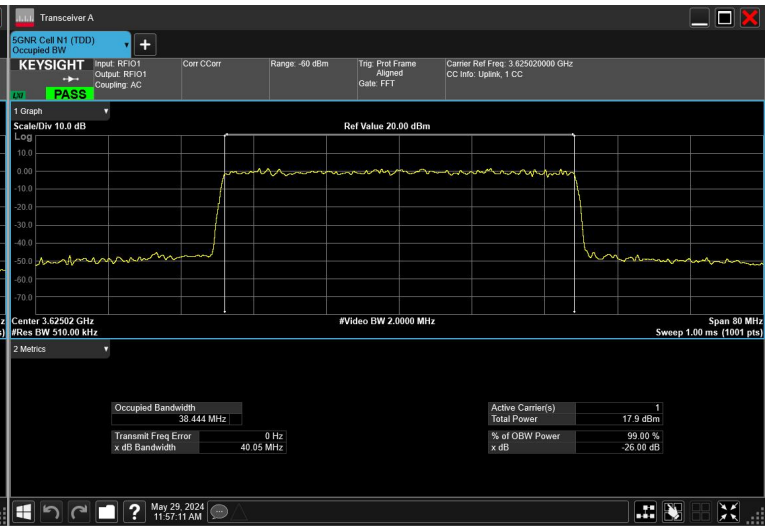 Transceiver A
5GNR Cell N1 (TDD)
Occupied BW
+
KEYSIGHT
LXI
PASS
Input: RFIO1
Output: RFIO1
Coupling: AC
Corr CCorr
Range: -60 dBm
Trig: Prot Frame
Aligned
Gate: FFT
Carrier Ref Freq: 3.625020000 GHz
CC Info: Uplink, 1 CC
1 Graph
Scale/Div 10.0 dB
Ref Value 20.00 dBm
Log
10.0
0.00
-10.0
-20.0
-30.0
-40.0
-50.0
-60.0
-70.0
z Center 3.62502 GHz
#Video BW 2.0000 MHz
Span 80 MHz
s) #Res BW 510.00 kHz
Sweep 1.00 ms (1001 pts)
2 Metrics
Occupied Bandwidth
38.444 MHz
Transmit Freq Error 0 Hz
x dB Bandwidth 40.05 MHz
Active Carrier(s) 1
Total Power 17.9 dBm
% of OBW Power 99.00 %
x dB -26.00 dB
?
May 29, 2024
11:57:11 AM